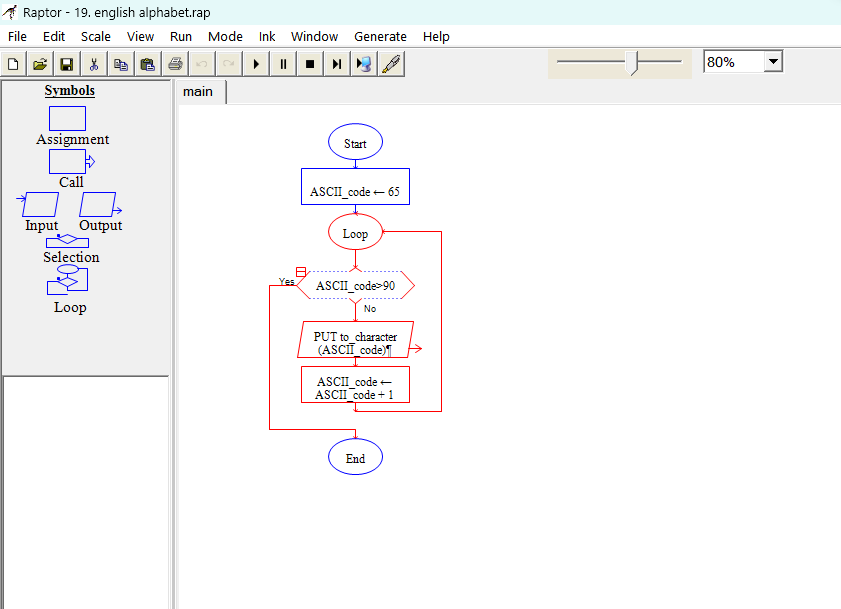 Raptor - 19. english alphabet.rap
File Edit Scale View Run Mode Ink Window Generate Help
80%
Symbols
Assignment
Call
Input Output
Selection
Loop
main
Start
ASCII_code ← 65
Loop
ASCII_code>90
Yes
No
PUT to_character
(ASCII_code)¶
ASCII_code ←
ASCII_code + 1
End